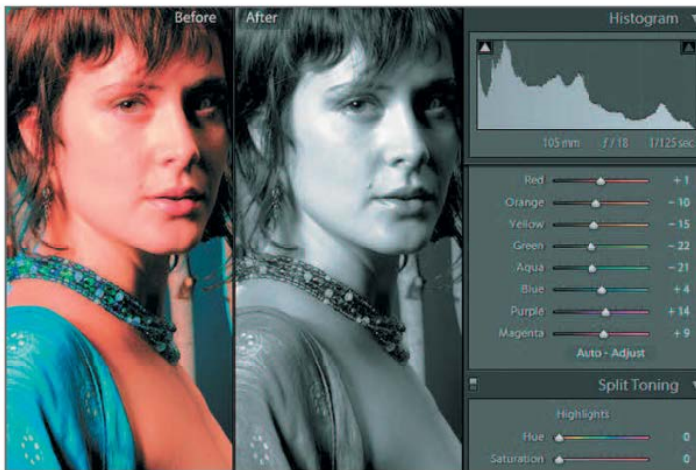 Before
After
Histogram
105 mm f / 18 1/125 sec
Red + 1
Orange − 10
Yellow − 15
Green − 22
Aqua − 21
Blue + 4
Purple + 14
Magenta + 9
Auto - Adjust
Split Toning
Highlights
Hue 0
Saturation 0